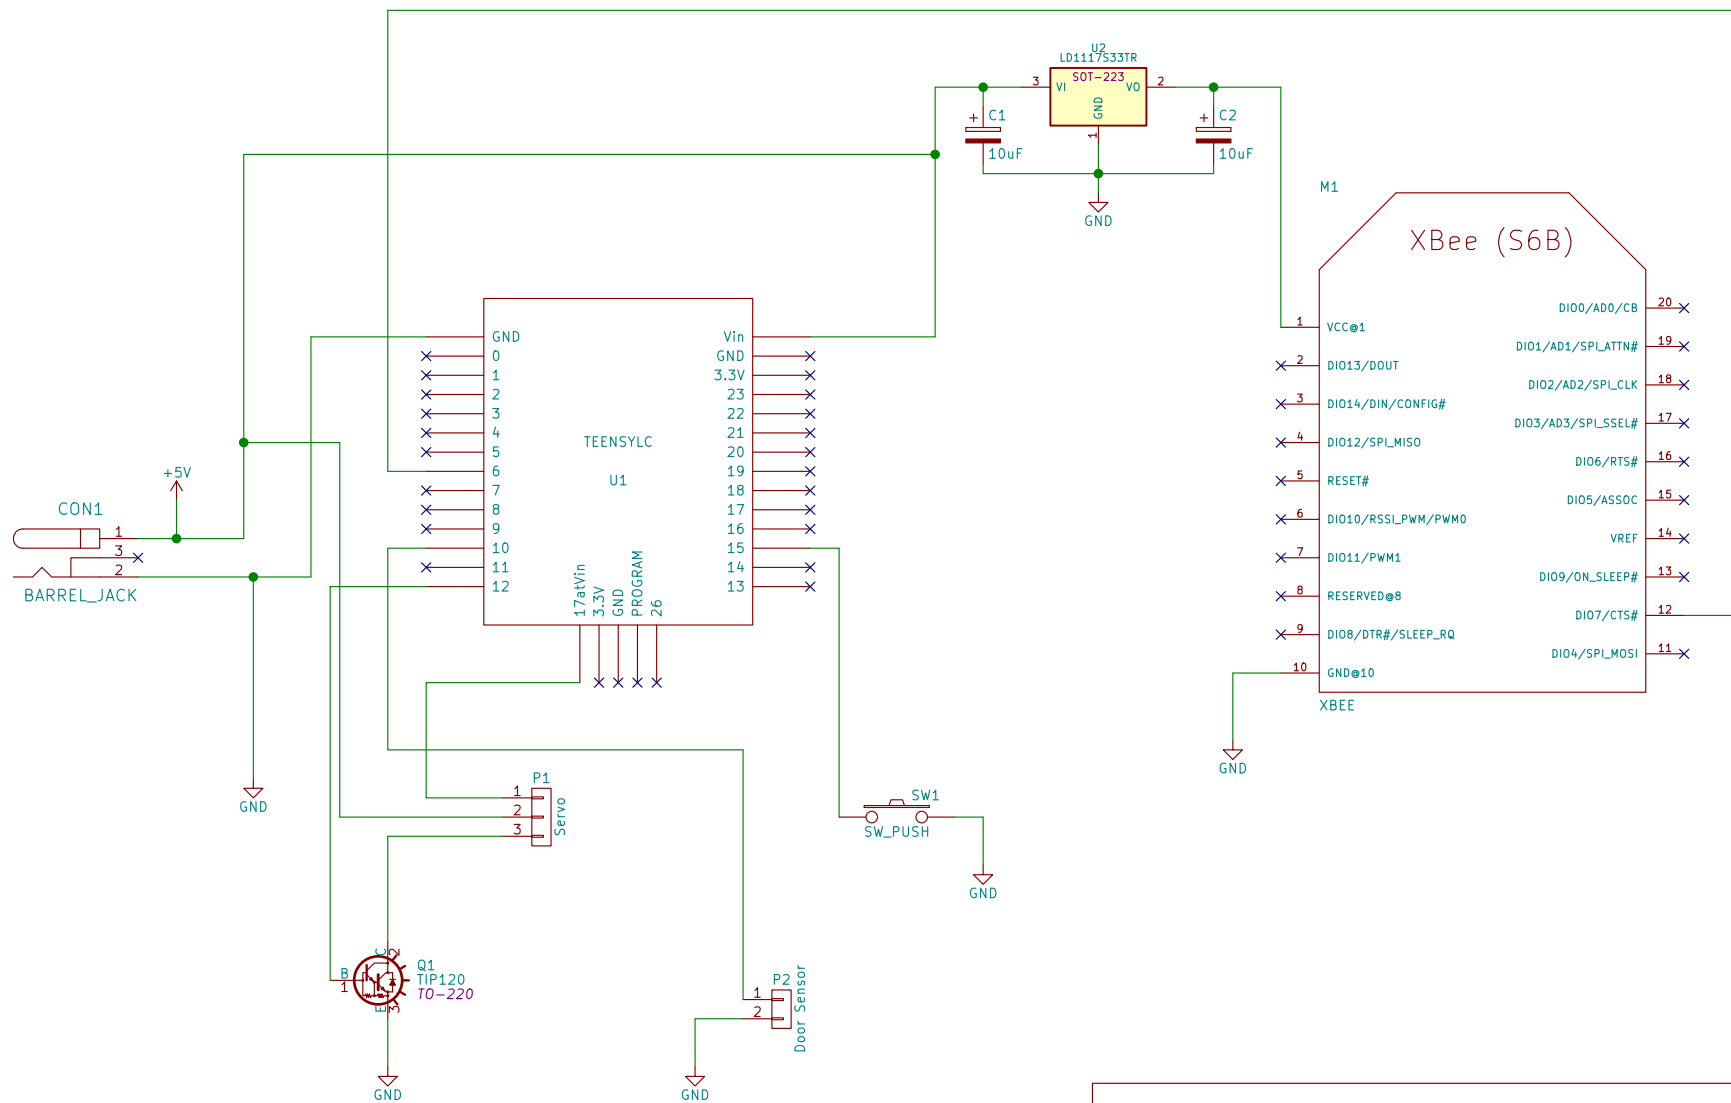 U2
LD1117S33TR
SOT-223
3
VI
VO
2
GND
1
+
C1
10uF
+
C2
10uF
GND
M1
XBee (S6B)
1
VCC@1
2
DIO13/DOUT
3
DIO14/DIN/CONFIG#
4
DIO12/SPI_MISO
5
RESET#
6
DIO10/RSSI_PWM/PWM0
7
DIO11/PWM1
8
RESERVED@8
9
DIO8/DTR#/SLEEP_RQ
10
GND@10
DIO0/AD0/CB
20
DIO1/AD1/SPI_ATTN#
19
DIO2/AD2/SPI_CLK
18
DIO3/AD3/SPI_SSEL#
17
DIO6/RTS#
16
DIO5/ASSOC
15
VREF
14
DIO9/ON_SLEEP#
13
DIO7/CTS#
12
DIO4/SPI_MOSI
11
XBEE
GND
GND
0
1
2
3
4
5
6
7
8
9
10
11
12
TEENSYLC
U1
Vin
GND
3.3V
23
22
21
20
19
18
17
16
15
14
13
17atVin
3.3V
GND
PROGRAM
26
+5V
CON1
1
3
2
BARREL_JACK
GND
P1
1
2
3
Servo
SW1
SW_PUSH
GND
C
2
B
1
E
3
Q1
TIP120
TO-220
GND
P2
1
2
Door Sensor
GND